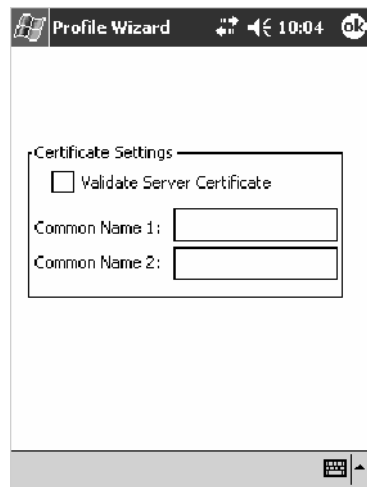 Profile Wizard 10:04 ok
Certificate Settings
Validate Server Certificate
Common Name 1:
Common Name 2: